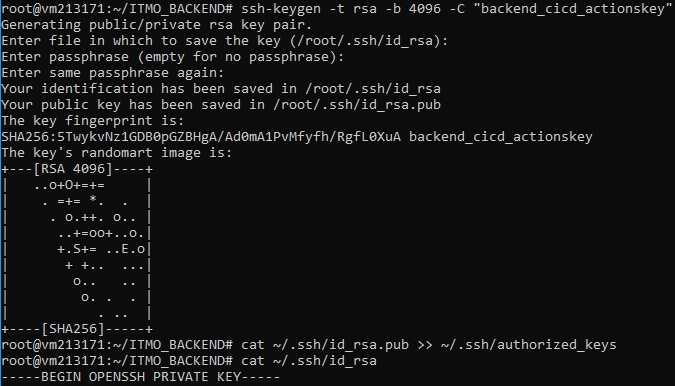 root@vm213171:~/ITMO_BACKEND# ssh-keygen -t rsa -b 4096 -C "backend_cicd_actionskey"
Generating public/private rsa key pair.
Enter file in which to save the key (/root/.ssh/id_rsa):
Enter passphrase (empty for no passphrase):
Enter same passphrase again:
Your identification has been saved in /root/.ssh/id_rsa
Your public key has been saved in /root/.ssh/id_rsa.pub
The key fingerprint is:
SHA256:5TwykvNz1GDB0pGZBHgA/Ad0mA1PvMfyfh/RgfL0XuA backend_cicd_actionskey
The key's randomart image is:
+---[RSA 4096]----+
|   ..o+O+=+=     |
|    . =+= *.  .  |
|     . o.++. o.. |
|      ..+=oo+..o.|
|      +.S+= ..E.o|
|       + +..  ...|
|        o..   .. |
|         o. .  . |
|           . ..  |
+----[SHA256]-----+
root@vm213171:~/ITMO_BACKEND# cat ~/.ssh/id_rsa.pub >> ~/.ssh/authorized_keys
root@vm213171:~/ITMO_BACKEND# cat ~/.ssh/id_rsa
-----BEGIN OPENSSH PRIVATE KEY-----